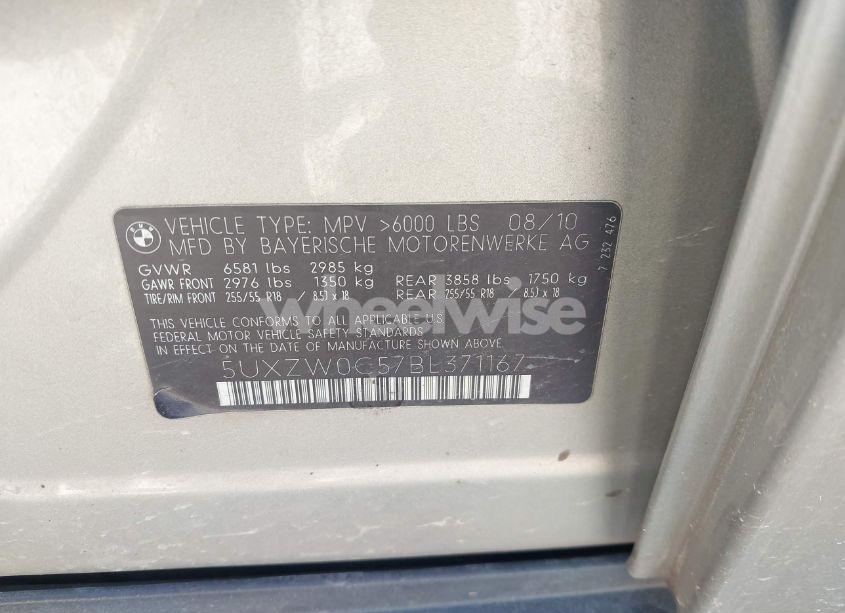 BMW
VEHICLE TYPE: MPV >6000 LBS 08/10
MFD BY BAYERISCHE MOTORENWERKE AG
GVWR 6581 lbs 2985 kg
GAWR FRONT 2976 lbs 1350 kg REAR 3858 lbs 1750 kg
TIRE/RIM FRONT 255/55 R18 / 8.5J x 18 REAR 255/55 R18 / 8.5J x 18
THIS VEHICLE CONFORMS TO ALL APPLICABLE U.S.
FEDERAL MOTOR VEHICLE SAFETY STANDARDS
IN EFFECT ON THE DATE OF MANUFACTURE SHOWN ABOVE.
5UXZW0C57BL371167
7 232 476
wheelwise